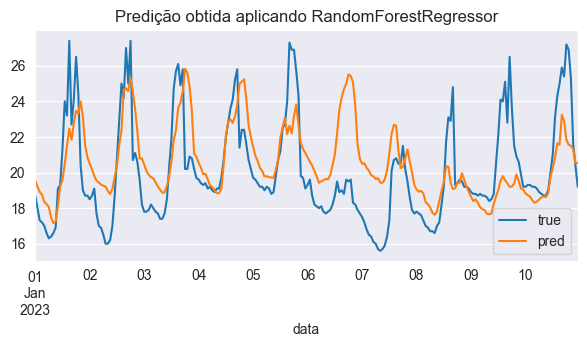 Predição obtida aplicando RandomForestRegressor
26
24
22
20
18
16
01 02 03 04 05 06 07 08 09 10
Jan
2023
data
true
pred